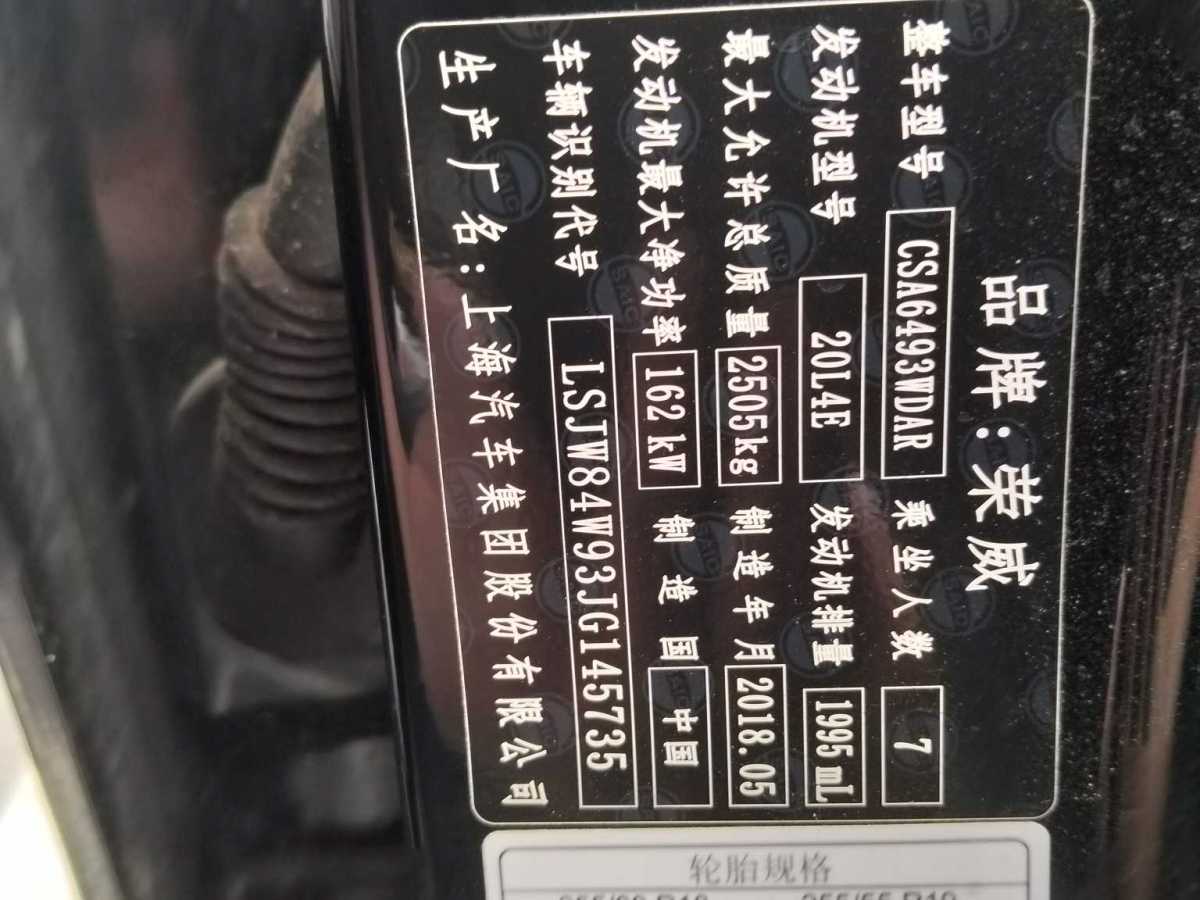 品牌:荣威
整车型号 CSA6493WDAR 乘坐人数 7
发动机型号 20L4E 发动机排量 1995mL
最大允许总质量 2505kg 制造年月 2018.05
发动机最大净功率 162kW 制造国 中国
车辆识别代号 LSJW84W93JG145735
生产厂名:上海汽车集团股份有限公司
轮胎规格